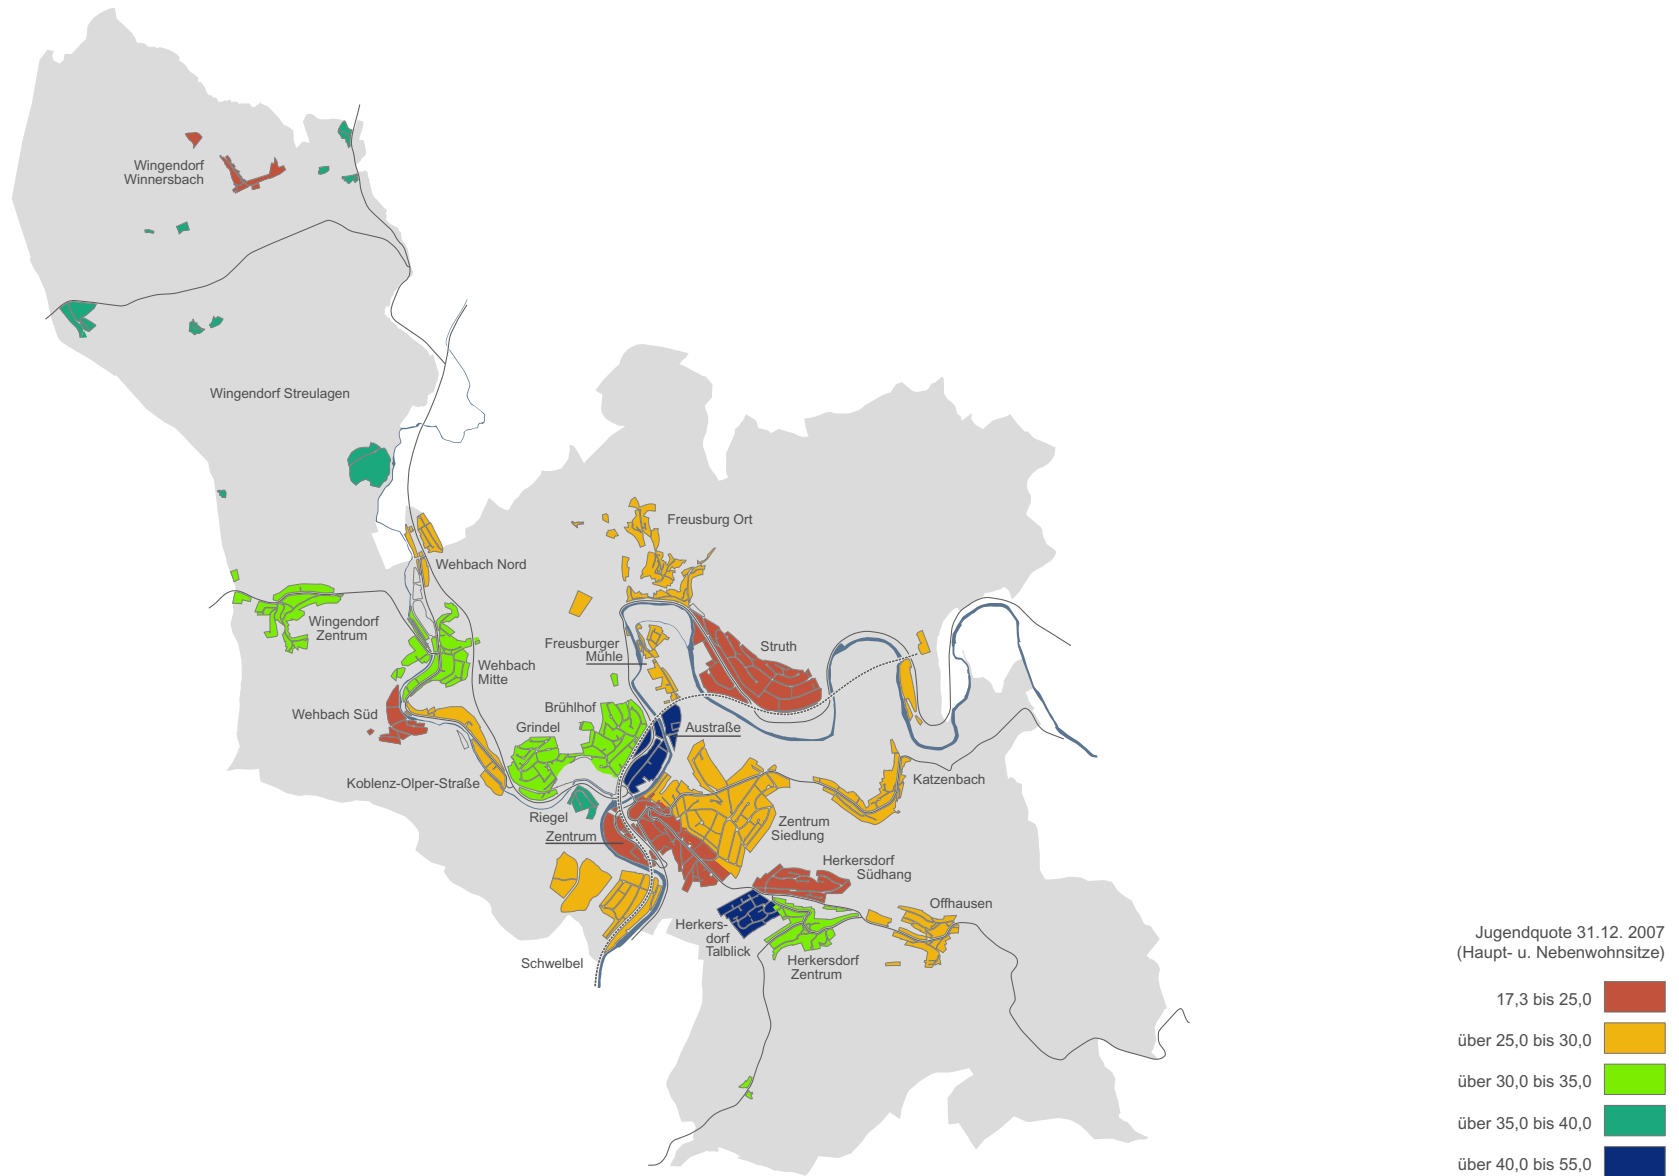 Wingendorf
Winnersbach
Wingendorf Streulagen
Freusburg Ort
Wehbach Nord
Wingendorf
Zentrum
Freusburger
Mühle
Struth
Wehbach
Mitte
Wehbach Süd
Brühlhof
Grindel
Austraße
Koblenz-Olper-Straße
Katzenbach
Riegel
Zentrum
Zentrum
Siedlung
Herkersdorf
Südhang
Offhausen
Herkers-
dorf
Talblick
Schwelbel
Herkersdorf
Zentrum
Jugendquote 31.12. 2007
(Haupt- u. Nebenwohnsitze)
17,3 bis 25,0
über 25,0 bis 30,0
über 30,0 bis 35,0
über 35,0 bis 40,0
über 40,0 bis 55,0